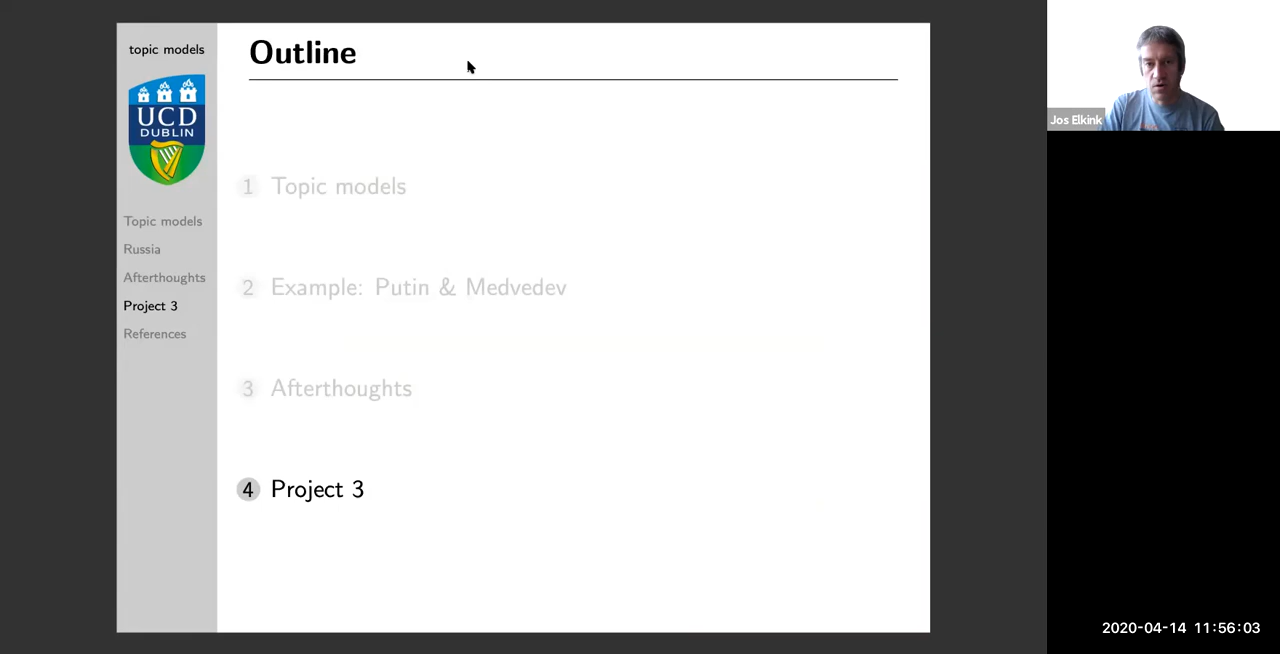 topic models
UCD
DUBLIN
Topic models
Russia
Afterthoughts
Project 3
References
Outline
1 Topic models
2 Example: Putin & Medvedev
3 Afterthoughts
4 Project 3
Jos Elkink
2020-04-14 11:56:03